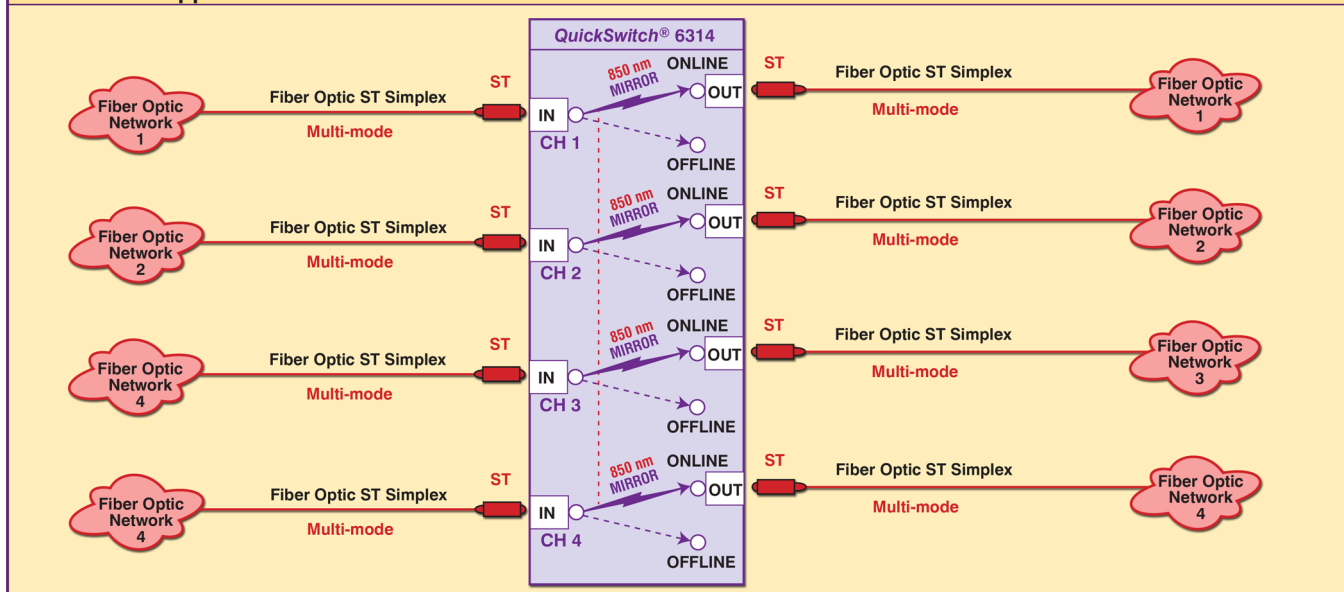 QuickSwitch® 6314
Fiber Optic
Network
1
Fiber Optic ST Simplex
Multi-mode
ST
IN
CH 1
850 nm
MIRROR
ONLINE
OUT
OFFLINE
ST
Fiber Optic ST Simplex
Multi-mode
Fiber Optic
Network
1
Fiber Optic
Network
2
Fiber Optic ST Simplex
Multi-mode
ST
IN
CH 2
850 nm
MIRROR
ONLINE
OUT
OFFLINE
ST
Fiber Optic ST Simplex
Multi-mode
Fiber Optic
Network
2
Fiber Optic
Network
4
Fiber Optic ST Simplex
Multi-mode
ST
IN
CH 3
850 nm
MIRROR
ONLINE
OUT
OFFLINE
ST
Fiber Optic ST Simplex
Multi-mode
Fiber Optic
Network
3
Fiber Optic
Network
4
Fiber Optic ST Simplex
Multi-mode
ST
IN
CH 4
850 nm
MIRROR
ONLINE
OUT
OFFLINE
ST
Fiber Optic ST Simplex
Multi-mode
Fiber Optic
Network
4